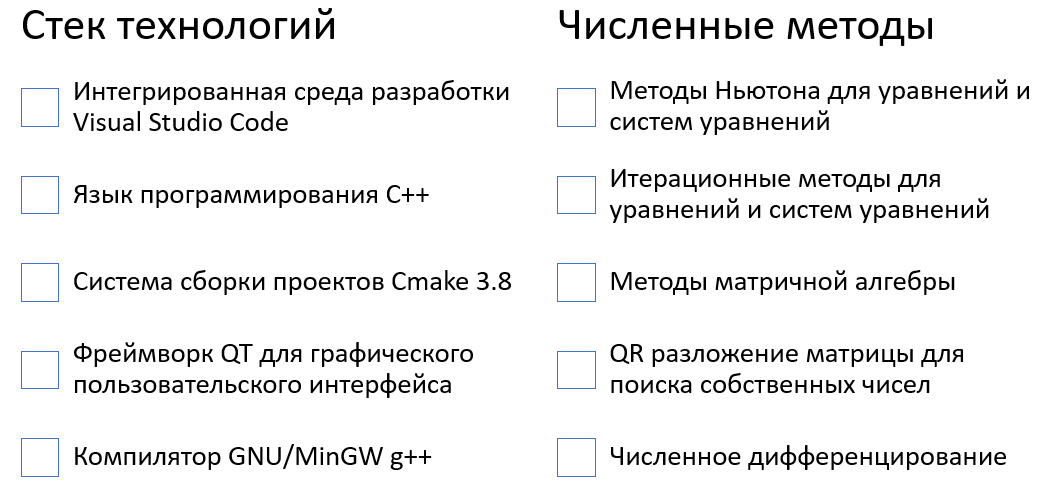 Стек технологий
Интегрированная среда разработки
Visual Studio Code
Язык программирования C++
Система сборки проектов Cmake 3.8
Фреймворк QT для графического
пользовательского интерфейса
Компилятор GNU/MinGW g++
Численные методы
Методы Ньютона для уравнений и
систем уравнений
Итерационные методы для
уравнений и систем уравнений
Методы матричной алгебры
QR разложение матрицы для
поиска собственных чисел
Численное дифференцирование